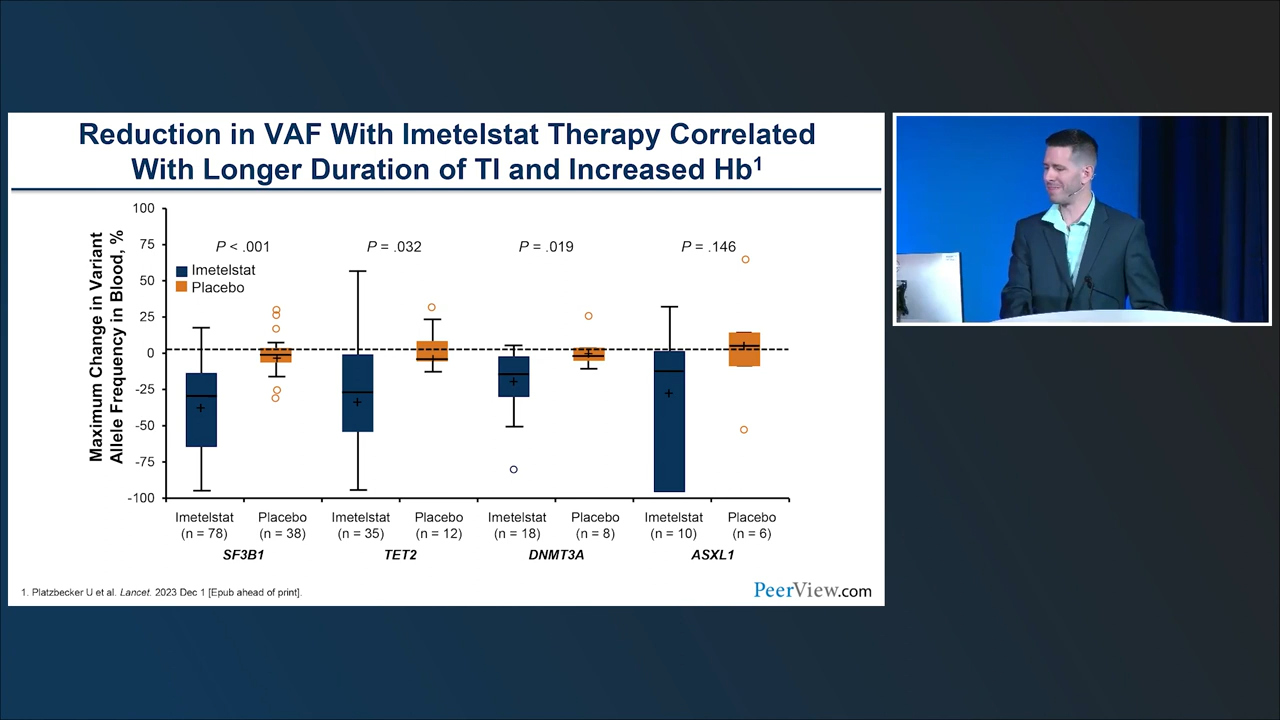 Reduction in VAF With Imetelstat Therapy Correlated
With Longer Duration of TI and Increased Hb1
Maximum Change in Variant
Allele Frequency in Blood, %
100
75
50
25
0
-25
-50
-75
-100
P < .001
P = .032
P = .019
P = .146
Imetelstat
Placebo
Imetelstat
(n = 78)
Placebo
(n = 38)
Imetelstat
(n = 35)
Placebo
(n = 12)
Imetelstat
(n = 18)
Placebo
(n = 8)
Imetelstat
(n = 10)
Placebo
(n = 6)
SF3B1
TET2
DNMT3A
ASXL1
1. Platzbecker U et al. Lancet. 2023 Dec 1 [Epub ahead of print].
PeerView.com